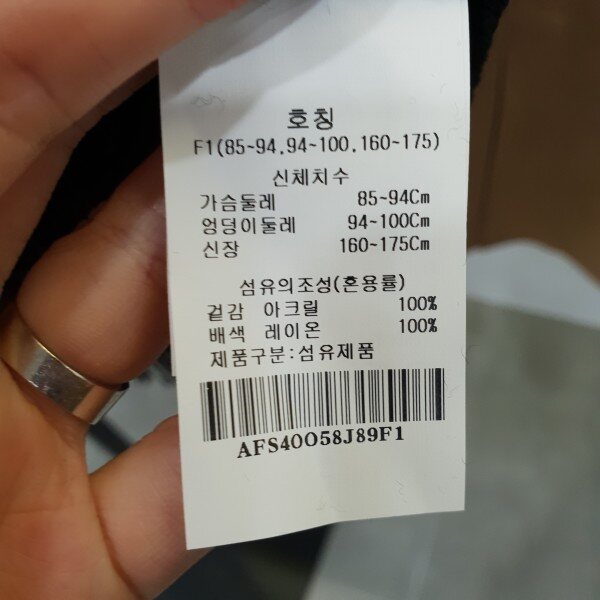 호칭
F1(85~94,94~100,160~175)
신체치수
가슴둘레 85~94Cm
엉덩이둘레 94~100Cm
신장 160~175Cm
섬유의조성(혼용률)
겉감 아크릴 100%
배색 레이온 100%
제품구분:섬유제품
AFS40O58J89F1